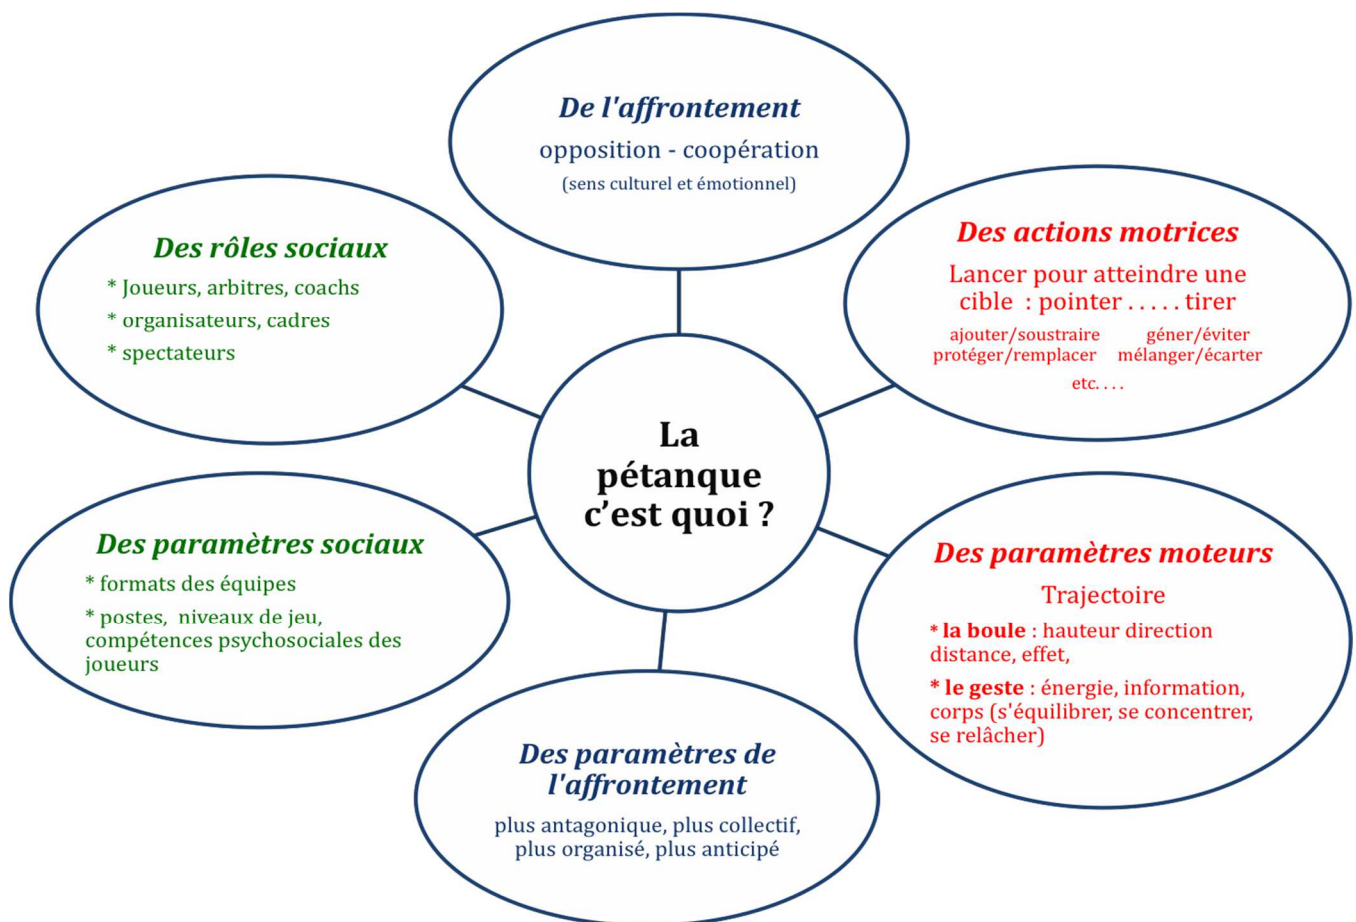 De l'affrontement
opposition - coopération
(sens culturel et émotionnel)
Des rôles sociaux
* Joueurs, arbitres, coachs
* organisateurs, cadres
* spectateurs
Des actions motrices
Lancer pour atteindre une
cible : pointer . . . . . tirer
ajouter/soustraire géner/éviter
protéger/remplacer mélanger/écarter
etc. . . .
La
pétanque
c’est quoi ?
Des paramètres sociaux
* formats des équipes
* postes, niveaux de jeu,
compétences psychosociales des
joueurs
Des paramètres moteurs
Trajectoire
* la boule : hauteur direction
distance, effet,
* le geste : énergie, information,
corps (s'équilibrer, se concentrer,
se relâcher)
Des paramètres de
l'affrontement
plus antagonique, plus collectif,
plus organisé, plus anticipé